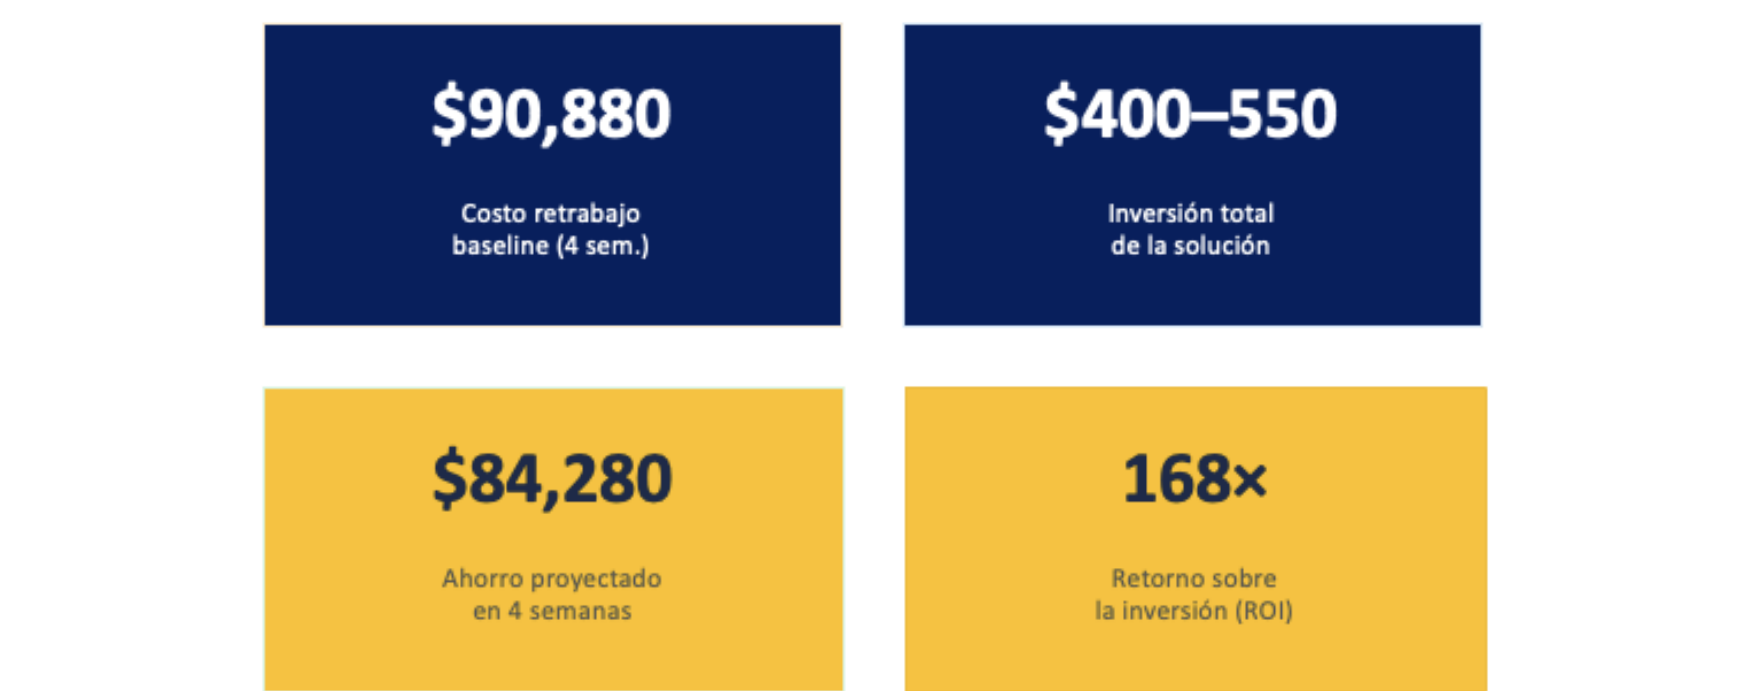 $90,880
Costo retrabajo
baseline (4 sem.)
$400–550
Inversión total
de la solución
$84,280
Ahorro proyectado
en 4 semanas
168×
Retorno sobre
la inversión (ROI)